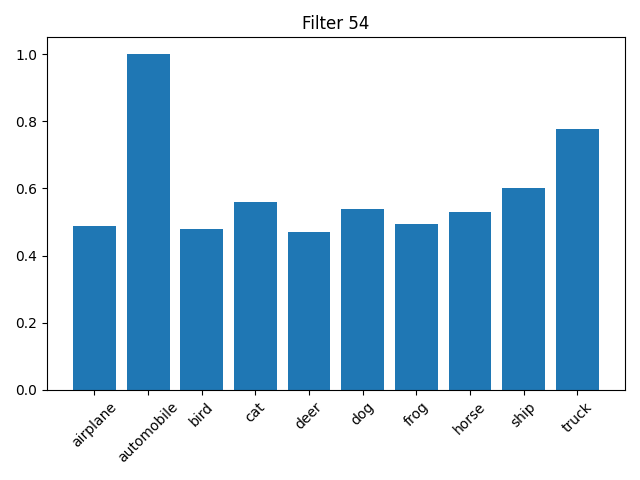 Filter 54
1.0
0.8
0.6
0.4
0.2
0.0
airplane
automobile
bird
cat
deer
dog
frog
horse
ship
truck